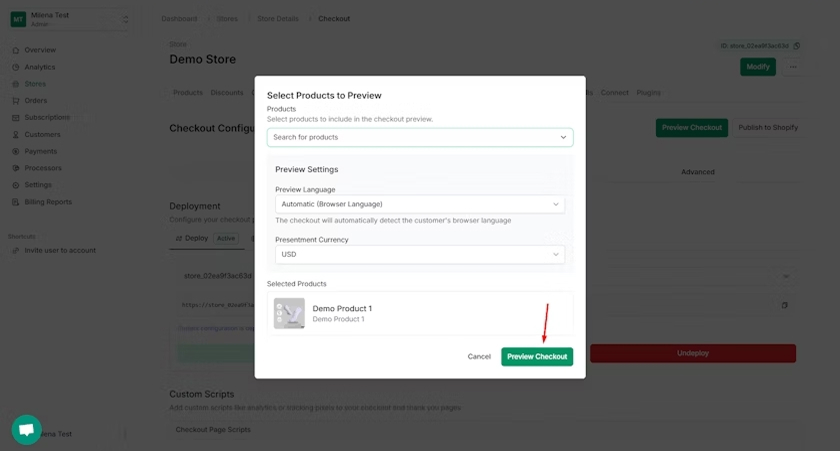 MT
Milena Test
Admin
Dashboard
Stores
Store Details
Checkout
Overview
Analytics
Stores
Orders
Subscriptions
Customers
Payments
Processors
Settings
Billing Reports
Shortcuts
Invite user to account
Store
Demo Store
ID: store_02ea9f3ac63d
Modify
Products
Discounts
Connect
Plugins
Checkout Configu
Preview Checkout
Publish to Shopify
Advanced
Deployment
Configure your checkout
Deploy
Active
store_02ea9f3ac63d
Undeploy
Custom Scripts
Add custom scripts like analytics or tracking pixels to your checkout and thank you pages
Checkout Page Scripts
Select Products to Preview
Products
Select products to include in the checkout preview.
Search for products
Preview Settings
Preview Language
Automatic (Browser Language)
The checkout will automatically detect the customer's browser language
Presentment Currency
USD
Selected Products
Demo Product 1
Demo Product 1
Cancel
Preview Checkout
lena Test